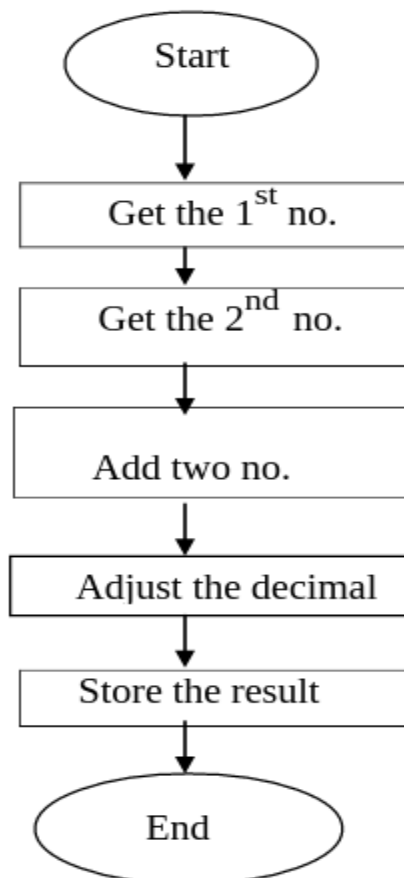 Start
Get the 1st no.
Get the 2nd no.
Add two no.
Adjust the decimal
Store the result
End